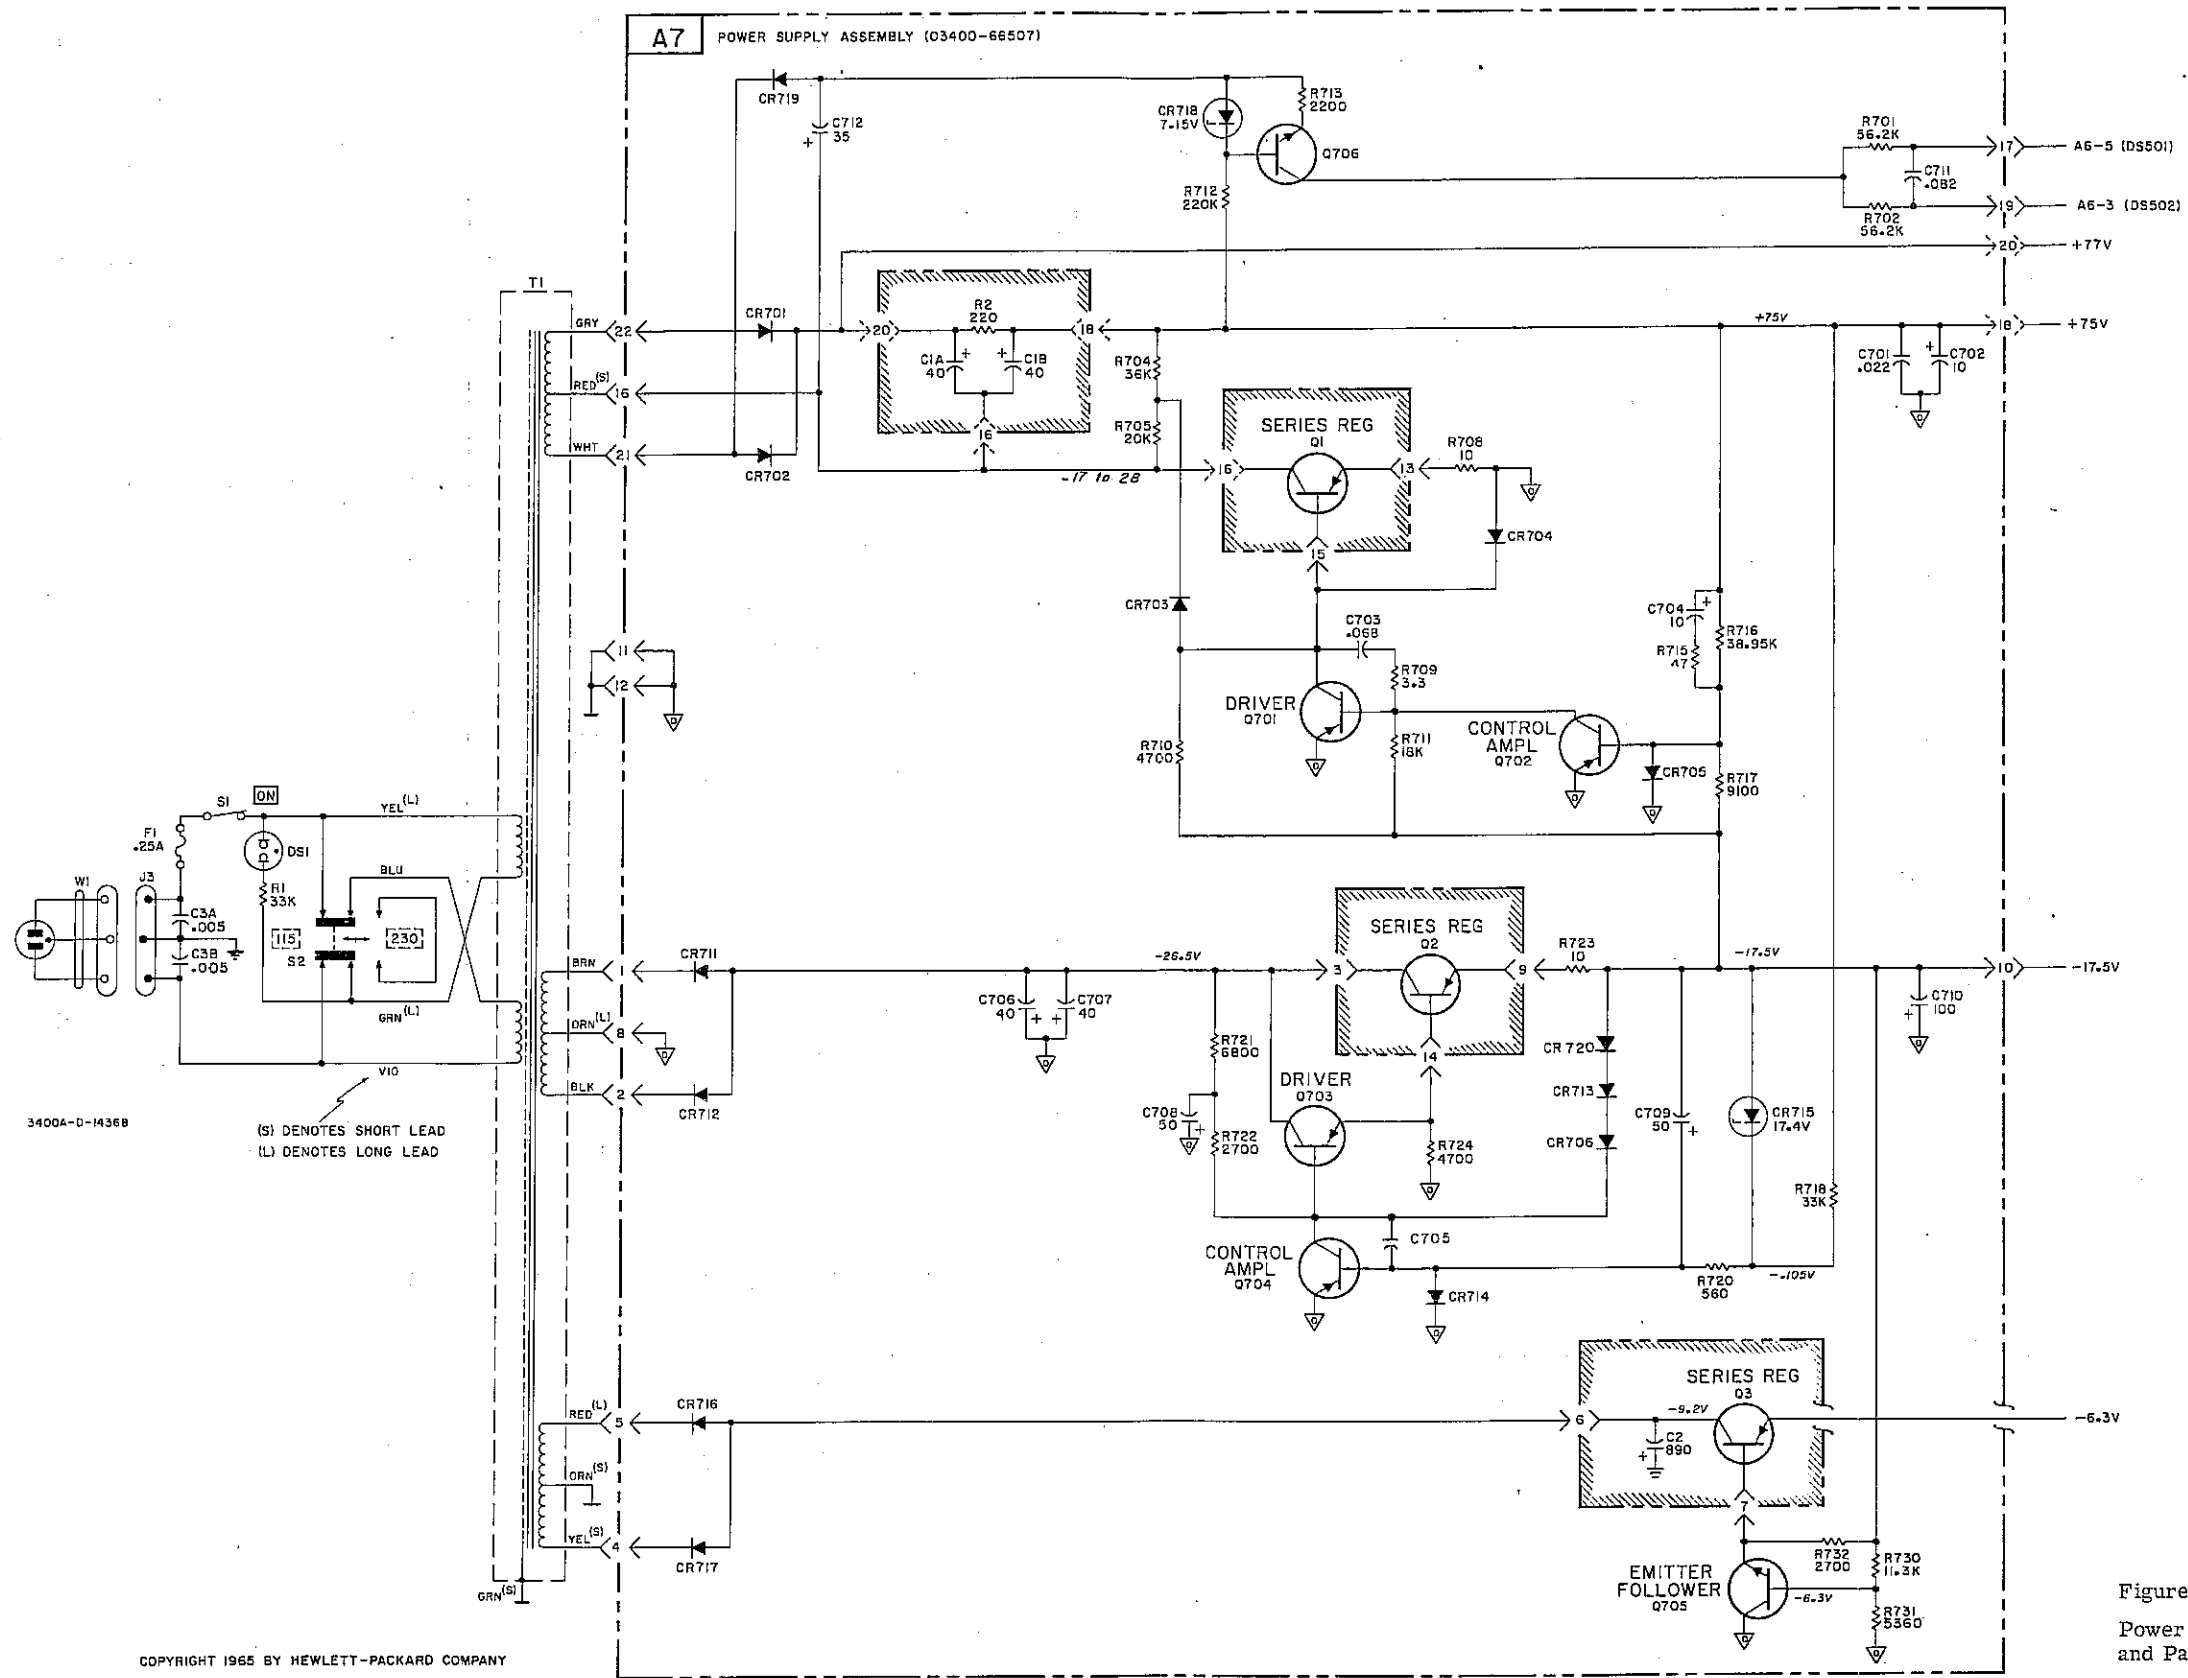 A7 POWER SUPPLY ASSEMBLY (03400-66507)
CR719
C712
35
+
CR718
7.15V
R713
2200
Q706
R712
220K
R701
56.2K
C711
.082
R702
56.2K
17 A6-5 (DS501)
19 A6-3 (DS502)
20 +77V
T1
GRY 22
CR701
20
R2
220
C1A
40
+
+
C1B
40
18
16
R704
36K
R705
20K
+75V
C701
.022
+
C702
10
18 +75V
RED (S) 16
WHT 21
CR702
-17 to 28
SERIES REG
Q1
16
13
15
R708
10
CR704
CR703
C703
.068
R709
3.3
C704
10
+
R715
47
R716
38.95K
11
12
DRIVER
Q701
R710
4700
R711
18K
CONTROL
AMPL
Q702
CR705
R717
9100
S1
ON
YEL (L)
F1
.25A
DS1
BLU
W1
J3
R1
33K
C3A
.005
C3B
.005
115
S2
230
GRN (L)
VIO
BRN 1
CR711
-26.5V
C706
40
+
+
C707
40
ORN (L) 8
BLK 2
CR712
SERIES REG
Q2
3
9
14
R723
10
-17.5V
C710
100
+
10 -17.5V
R721
6800
C708
50
+
R722
2700
DRIVER
Q703
R724
4700
CR720
CR713
CR706
C709
50
+
CR715
17.4V
R718
33K
CONTROL
AMPL
Q704
C705
CR714
R720
560
-.105V
3400A-D-1436B
(S) DENOTES SHORT LEAD
(L) DENOTES LONG LEAD
RED (L) 5
CR716
ORN (S)
YEL (S) 4
CR717
GRN (S)
SERIES REG
Q3
6
-9.2V
C2
890
+
7
-6.3V
EMITTER
FOLLOWER
Q705
R732
2700
R730
11.3K
-6.3V
R731
5360
Figure
Power
and Pa
COPYRIGHT 1965 BY HEWLETT-PACKARD COMPANY